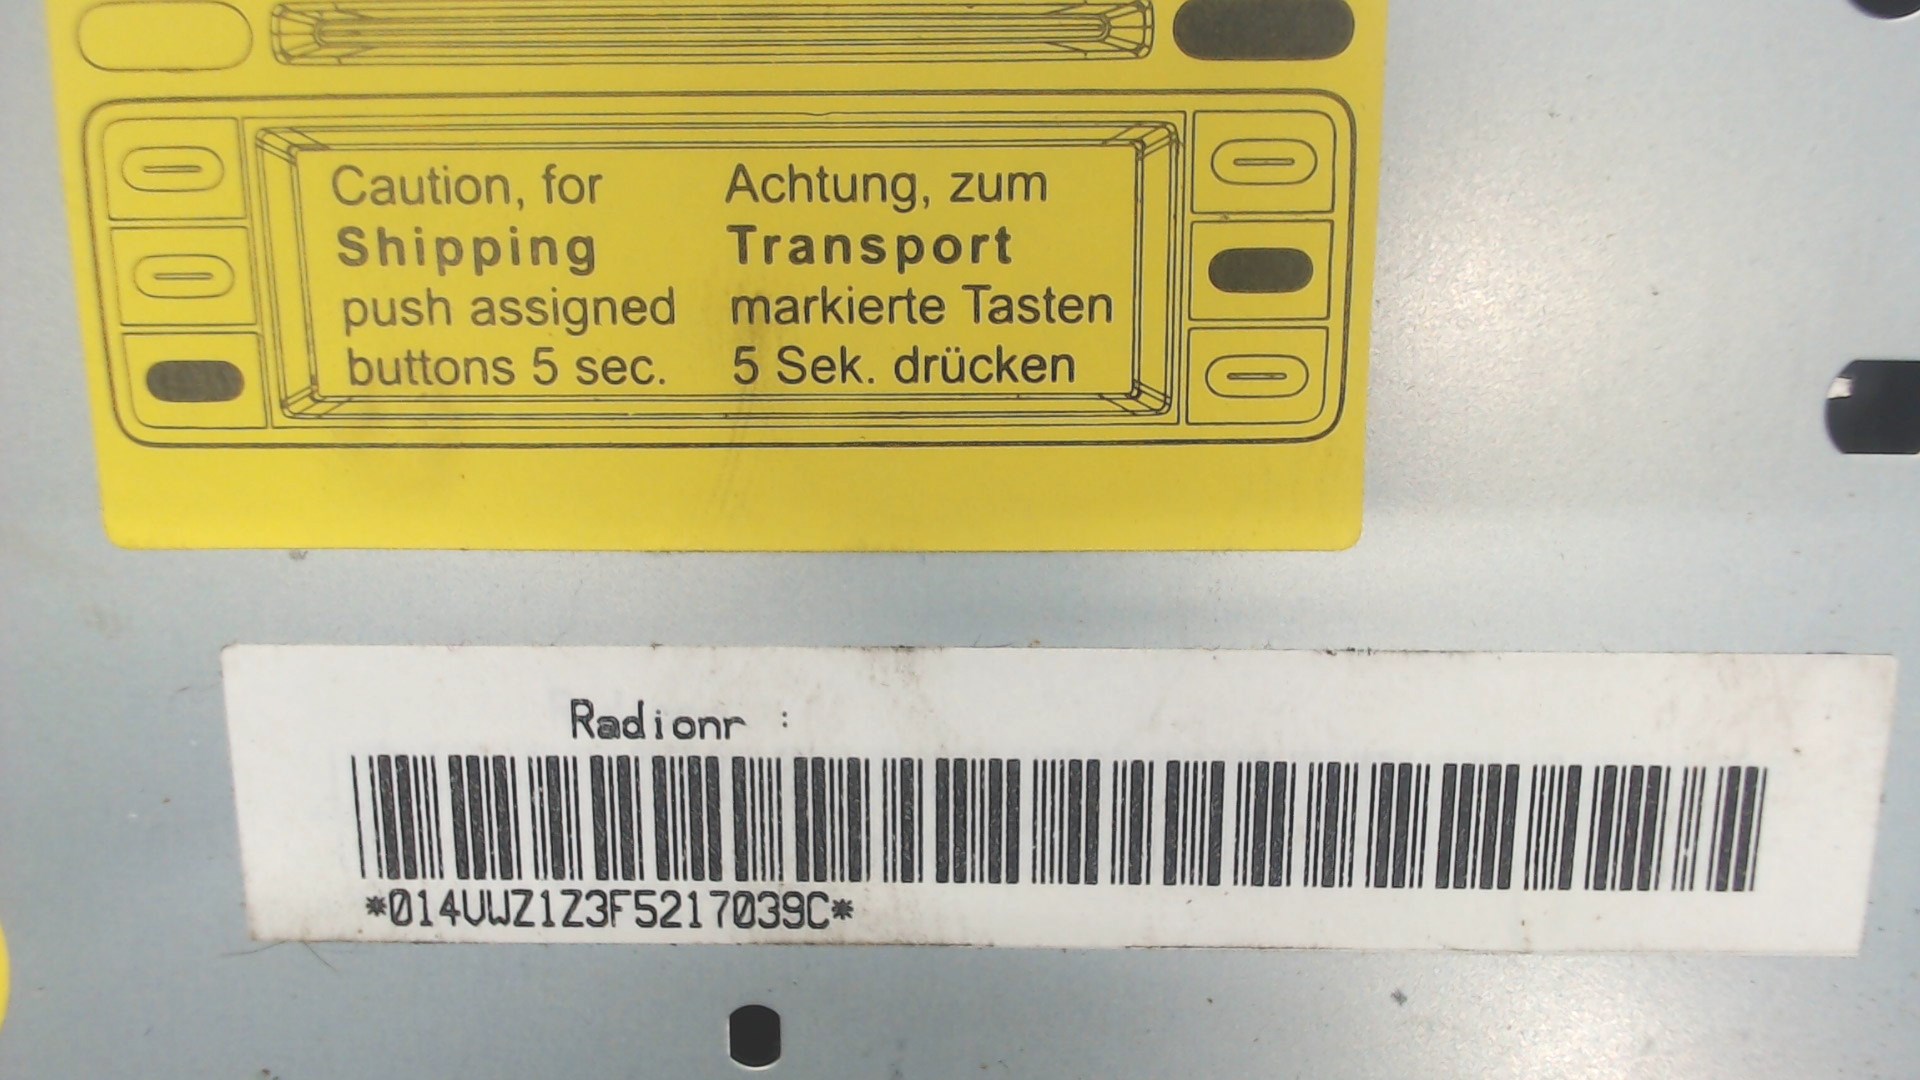 Caution, for
Shipping
push assigned
buttons 5 sec.
Achtung, zum
Transport
markierte Tasten
5 Sek. drücken
Radionr :
*014VWZ1Z3F5217039C*